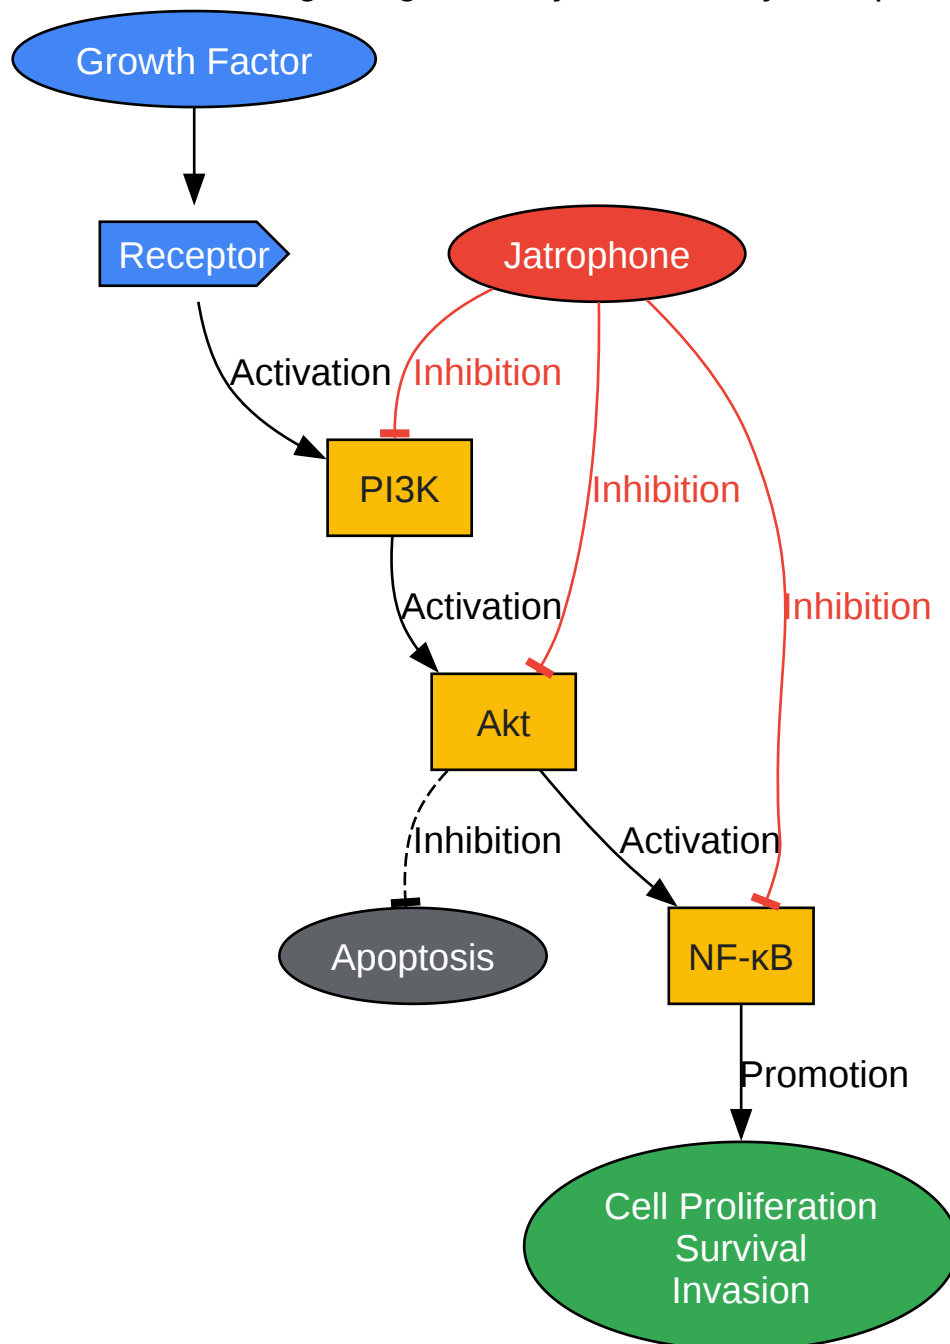 Growth Factor
Receptor
Jatrophone
Activation
Inhibition
PI3K
Inhibition
Activation
Inhibition
Akt
Inhibition
Activation
Apoptosis
NF-κB
Promotion
Cell Proliferation
Survival
Invasion